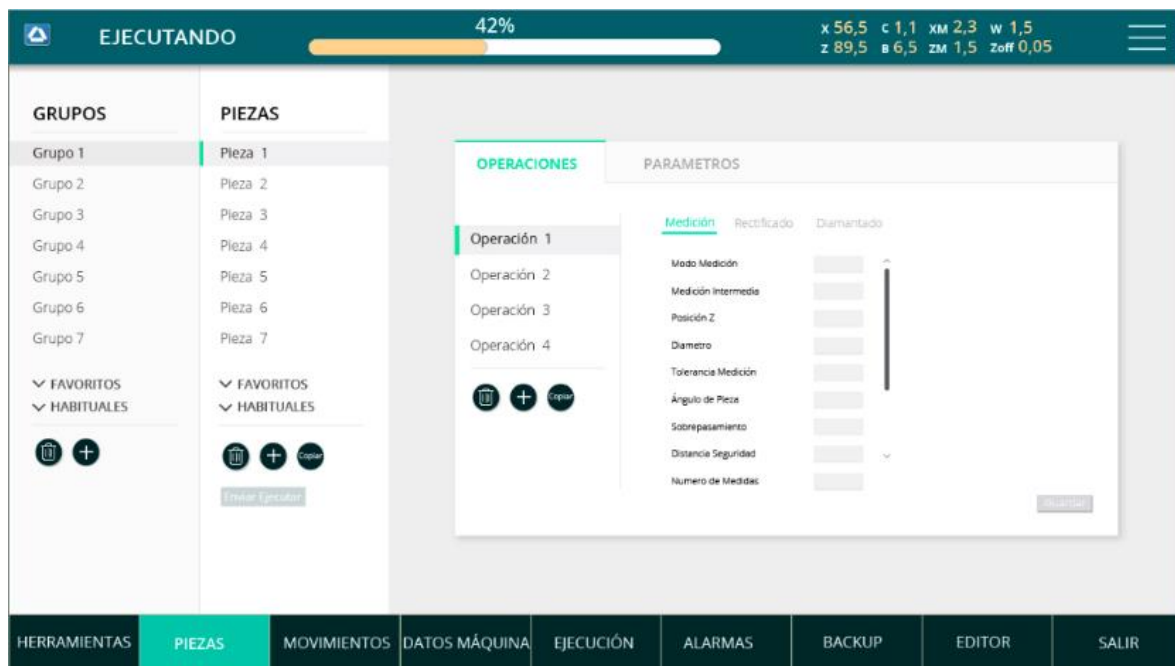 EJECUTANDO
42%
X 56,5 C 1,1 XM 2,3 W 1,5
Z 89,5 B 6,5 ZM 1,5 Zoff 0,05
GRUPOS
Grupo 1
Grupo 2
Grupo 3
Grupo 4
Grupo 5
Grupo 6
Grupo 7
FAVORITOS
HABITUALES
PIEZAS
Pieza 1
Pieza 2
Pieza 3
Pieza 4
Pieza 5
Pieza 6
Pieza 7
FAVORITOS
HABITUALES
Copiar
Enviar Ejecutar
OPERACIONES PARAMETROS
Operación 1
Operación 2
Operación 3
Operación 4
Copiar
Medición Rectificado Diamantado
Modo Medición
Medición Intermedia
Posición Z
Diametro
Tolerancia Medición
Ángulo de Pieza
Sobrepasamiento
Distancia Seguridad
Numero de Medidas
Guardar
HERRAMIENTAS PIEZAS MOVIMIENTOS DATOS MÁQUINA EJECUCIÓN ALARMAS BACKUP EDITOR SALIR